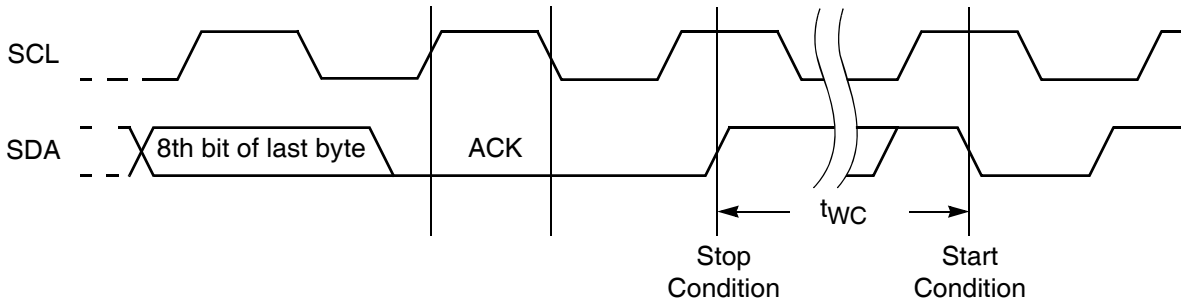 SCL
SDA
8th bit of last byte
ACK
tWC
Stop
Condition
Start
Condition